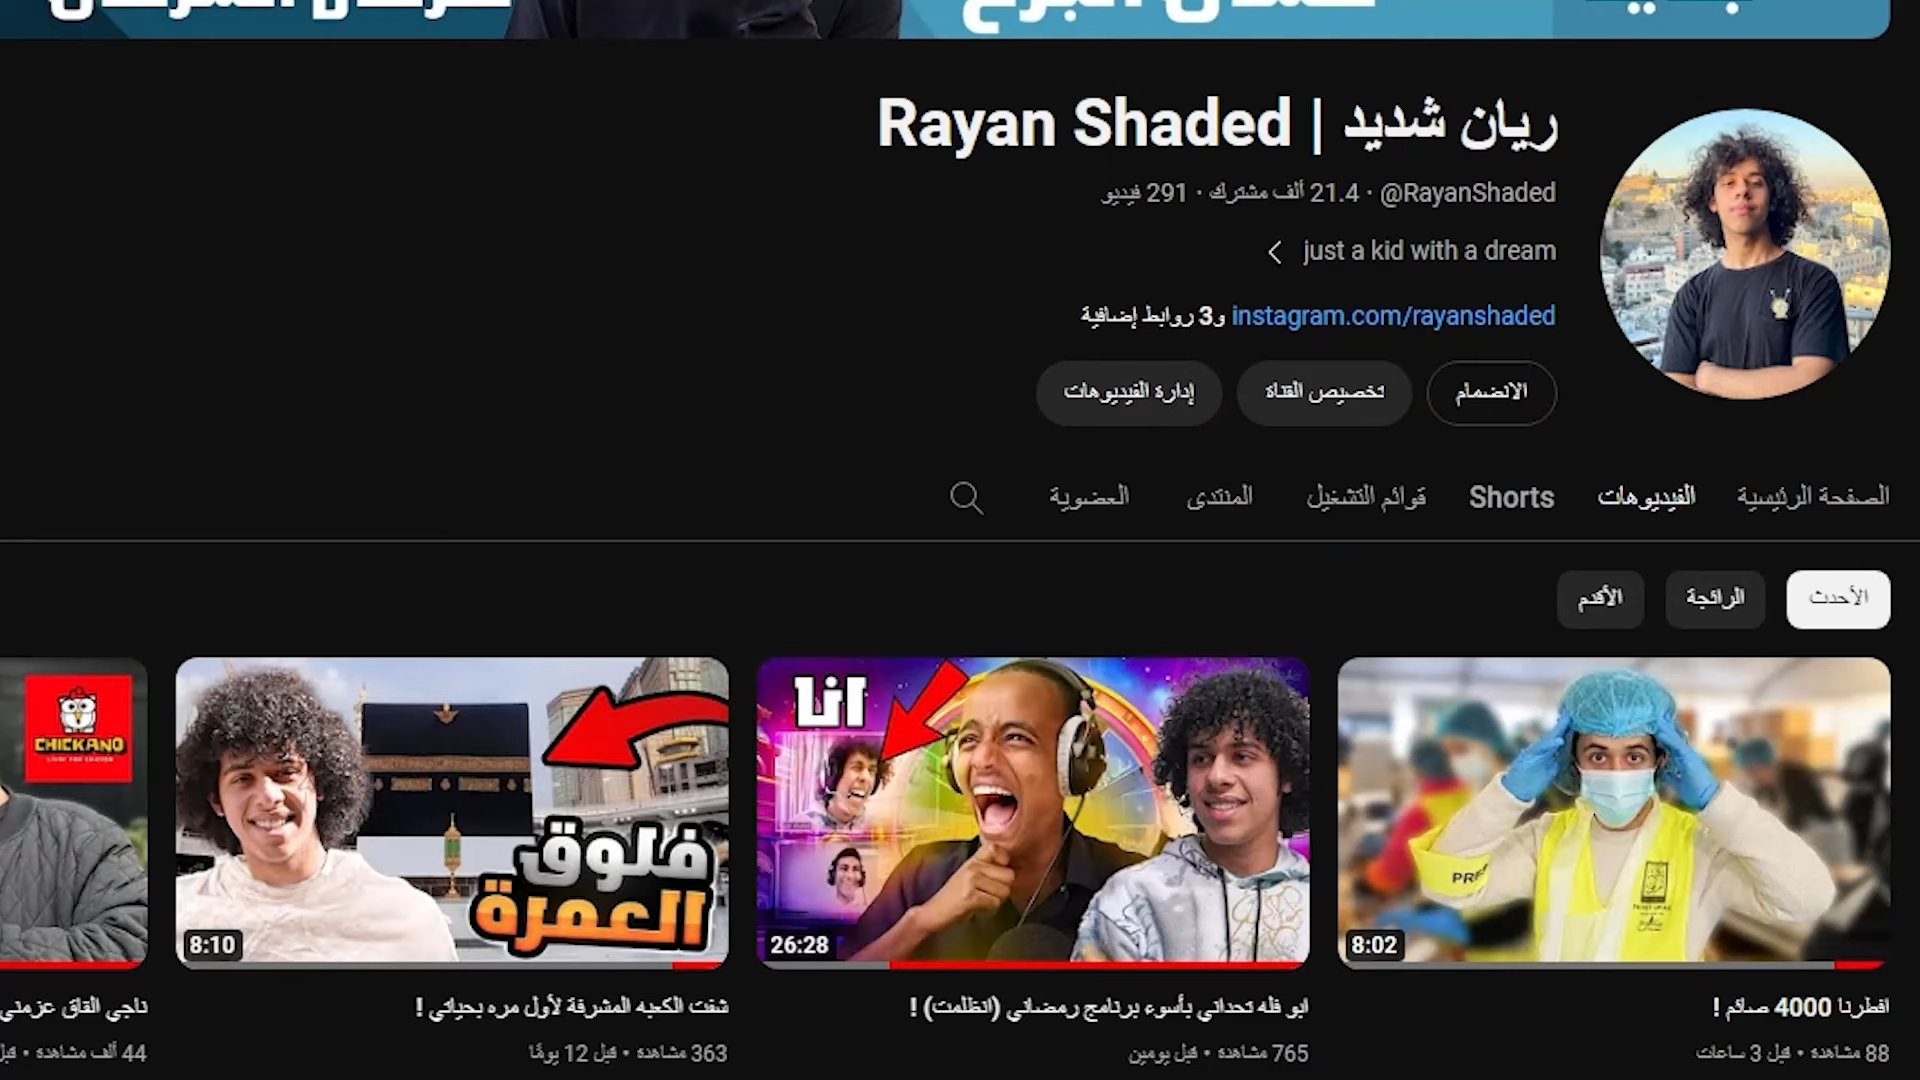 ريان شديد | Rayan Shaded
@RayanShaded · 21.4 ألف مشترك · 291 فيديو
just a kid with a dream
instagram.com/rayanshaded و3 روابط إضافية
الانضمام
تخصيص القناة
إدارة الفيديوهات
الصفحة الرئيسية
الفيديوهات
Shorts
قوائم التشغيل
المنتدى
العضوية
الأحدث
الرائجة
الأقدم
8:02
افطرنا 4000 صائم !
88 مشاهدة • قبل 3 ساعات
انا
26:28
ابو فله تحداني بأسوء برنامج رمضاني (انظلمت) !
765 مشاهدة • قبل يومين
فلوق
العمرة
8:10
شفت الكعبه المشرفة لأول مره بحياتي !
363 مشاهدة • قبل 12 يومًا
CHICKANO
ناجي القاق عزمني
44 ألف مشاهدة •